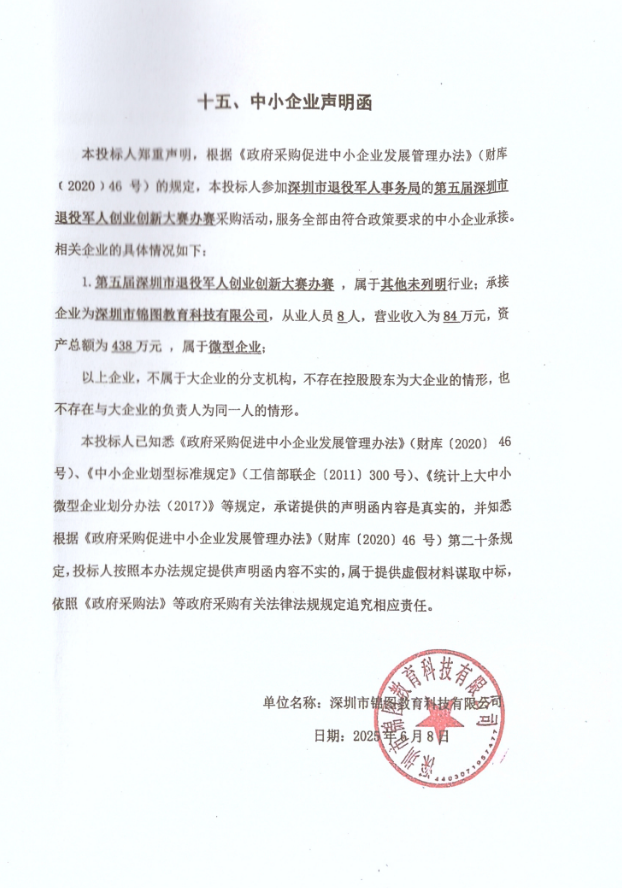 十五、中小企业声明函
本投标人郑重声明，根据《政府采购促进中小企业发展管理办法》（财库
﹝2020﹞46 号）的规定，本投标人参加深圳市退役军人事务局的第五届深圳市
退役军人创业创新大赛办赛采购活动，服务全部由符合政策要求的中小企业承接。
相关企业的具体情况如下：
1. 第五届深圳市退役军人创业创新大赛办赛 ，属于其他未列明行业；承接
企业为深圳市锦图教育科技有限公司，从业人员 8 人，营业收入为 84 万元，资
产总额为 438 万元 ，属于微型企业；
以上企业，不属于大企业的分支机构，不存在控股股东为大企业的情形，也
不存在与大企业的负责人为同一人的情形。
本投标人已知悉《政府采购促进中小企业发展管理办法》（财库〔2020〕 46
号）、《中小企业划型标准规定》（工信部联企〔2011〕300 号）、《统计上大中小
微型企业划分办法（2017）》等规定，承诺提供的声明函内容是真实的，并知悉
根据《政府采购促进中小企业发展管理办法》（财库〔2020〕46 号）第二十条规
定，投标人按照本办法规定提供声明函内容不实的，属于提供虚假材料谋取中标，
依照《政府采购法》等政府采购有关法律法规规定追究相应责任。
单位名称：深圳市锦图教育科技有限公司
日期：2025 年 6 月 8 日
深圳市锦图教育科技有限公司
4403071057477